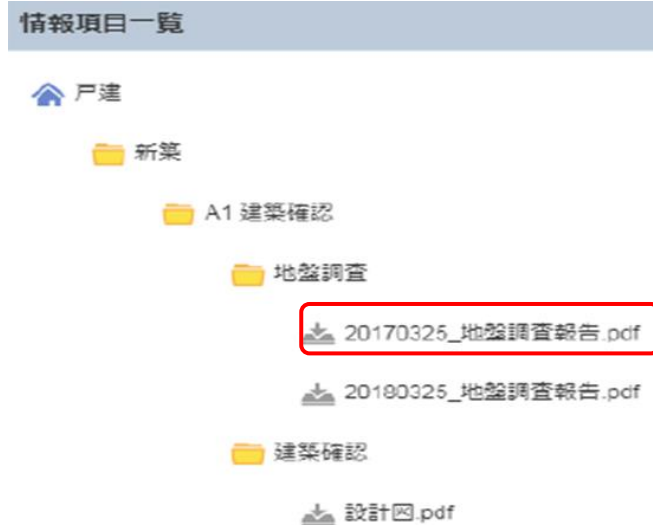 情報項目一覧
戸建
新築
A1 建築確認
地盤調査
20170325_地盤調査報告.pdf
20180325_地盤調査報告.pdf
建築確認
設計図.pdf